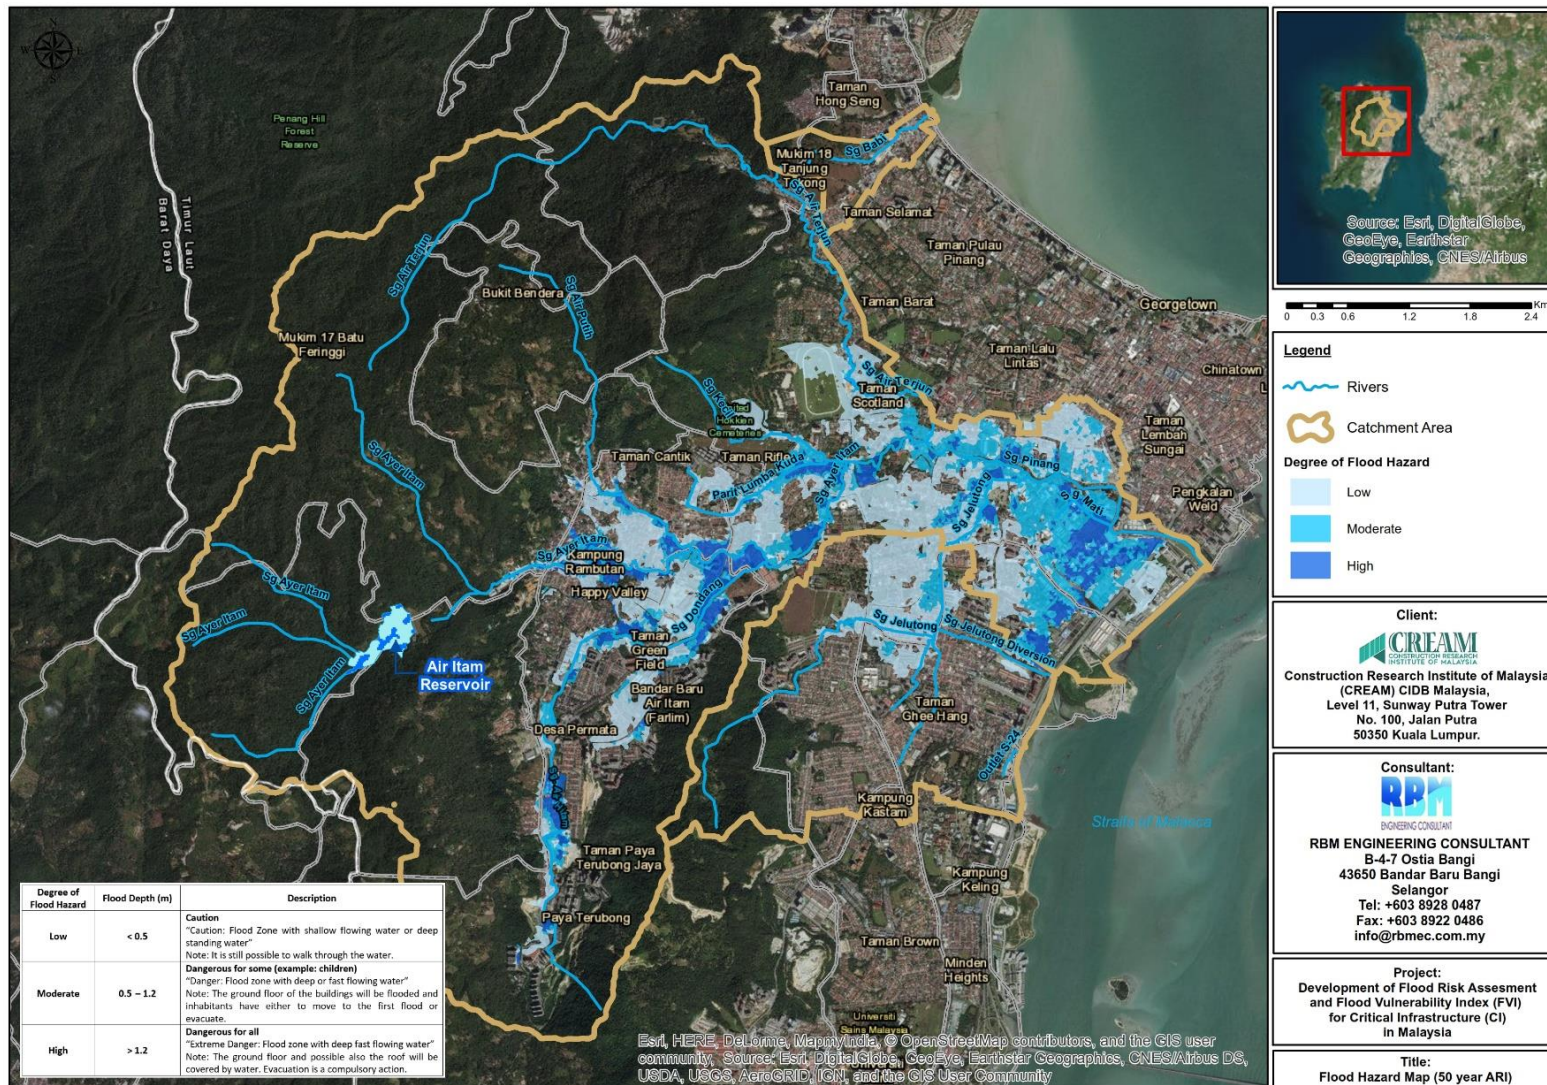 N
W
E
S
Penang Hill
Forest
Reserve
Timur Laut
Barat Daya
Taman
Hong Seng
Sg Babi
Mukim 18
Tanjung
Tokong
Sg Air Terjun
Taman Selamat
Taman Pulau
Pinang
Sg Air Terjun
Bukit Bendera
Sg Air Putih
Taman Barat
Georgetown
Mukim 17 Batu
Feringgi
Taman Lalu
Lintas
Chinatown
Sg Air Terjun
Taman
Scotland
Sg Kecil
United
Hokkien
Cemeteries
Taman
Lembah
Sungai
Taman Cantik
Taman Rifle
Parit Lumba Kuda
Sg Ayer Itam
Sg Pinang
Sg Mati
Pengkalan
Weld
Sg Ayer Itam
Sg Jelutong
Sg Ayer Itam
Kampung
Rambutan
Happy Valley
Sg Ayer Itam
Sg Ayer Itam
Sg Ayer Itam
Sg Dondang
Taman
Green
Field
Sg Jelutong
Sg Jelutong Diversion
Air Itam
Reservoir
Bandar Baru
Air Itam
(Farlim)
Desa Permata
Taman
Ghee Hang
Outlet S-24
Kampung
Kastam
Straits of Malacca
Taman Paya
Terubong Jaya
Kampung
Keling
Paya Terubong
Taman Brown
Minden
Heights
Universiti
Sains Malaysia
Esri, HERE, DeLorme, MapmyIndia, © OpenStreetMap contributors, and the GIS user
community, Source: Esri, DigitalGlobe, GeoEye, Earthstar Geographics, CNES/Airbus DS,
USDA, USGS, AeroGRID, IGN, and the GIS User Community
Degree of
Flood Hazard
Flood Depth (m)
Description
Low
< 0.5
Caution
"Caution: Flood Zone with shallow flowing water or deep
standing water"
Note: It is still possible to walk through the water.
Moderate
0.5 – 1.2
Dangerous for some (example: children)
"Danger: Flood zone with deep or fast flowing water"
Note: The ground floor of the buildings will be flooded and
inhabitants have either to move to the first flood or
evacuate.
High
> 1.2
Dangerous for all
"Extreme Danger: Flood zone with deep fast flowing water"
Note: The ground floor and possible also the roof will be
covered by water. Evacuation is a compulsory action.
Source: Esri, DigitalGlobe,
GeoEye, Earthstar
Geographics, CNES/Airbus
Km
0 0.3 0.6 1.2 1.8 2.4
Legend
Rivers
Catchment Area
Degree of Flood Hazard
Low
Moderate
High
Client:
CREAM
CONSTRUCTION RESEARCH
INSTITUTE OF MALAYSIA
Construction Research Institute of Malaysia
(CREAM) CIDB Malaysia,
Level 11, Sunway Putra Tower
No. 100, Jalan Putra
50350 Kuala Lumpur.
Consultant:
RBM
ENGINEERING CONSULTANT
RBM ENGINEERING CONSULTANT
B-4-7 Ostia Bangi
43650 Bandar Baru Bangi
Selangor
Tel: +603 8928 0487
Fax: +603 8922 0486
info@rbmec.com.my
Project:
Development of Flood Risk Assesment
and Flood Vulnerability Index (FVI)
for Critical Infrastructure (CI)
in Malaysia
Title:
Flood Hazard Map (50 year ARI)